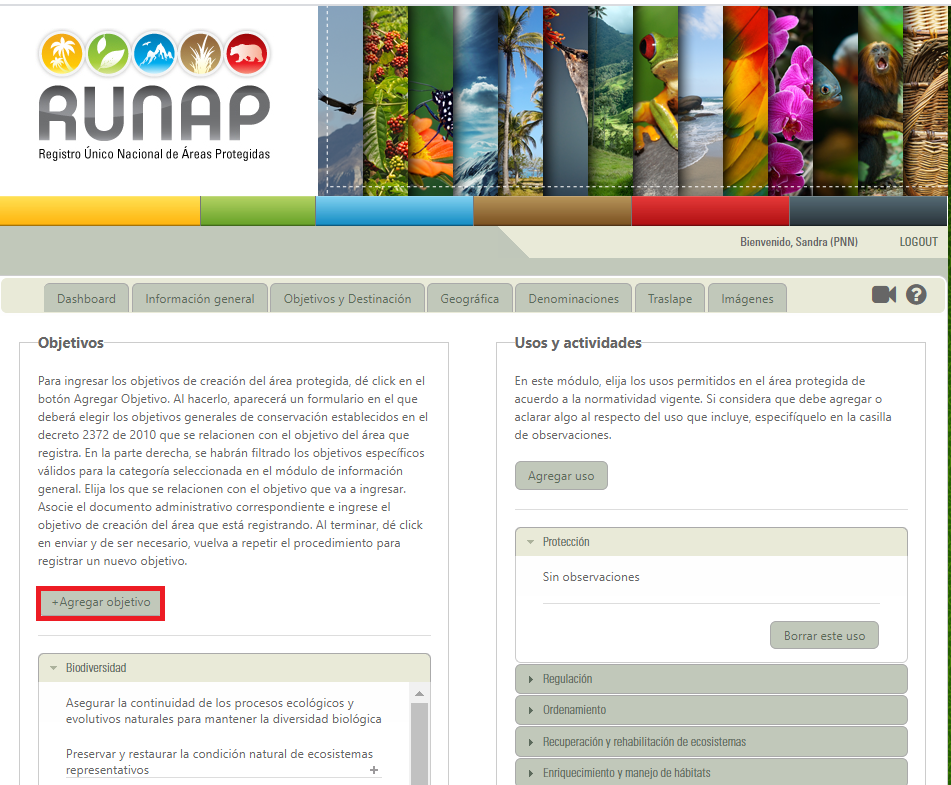 RUNAP
Registro Único Nacional de Áreas Protegidas
Bienvenido, Sandra (PNN)
LOGOUT
Dashboard
Información general
Objetivos y Destinación
Geográfica
Denominaciones
Traslape
Imágenes
Objetivos
Para ingresar los objetivos de creación del área protegida, dé click en el
botón Agregar Objetivo. Al hacerlo, aparecerá un formulario en el que
deberá elegir los objetivos generales de conservación establecidos en el
decreto 2372 de 2010 que se relacionen con el objetivo del área que
registra. En la parte derecha, se habrán filtrado los objetivos específicos
válidos para la categoría seleccionada en el módulo de información
general. Elija los que se relacionen con el objetivo que va a ingresar.
Asocie el documento administrativo correspondiente e ingrese el
objetivo de creación del área que está registrando. Al terminar, dé click
en enviar y de ser necesario, vuelva a repetir el procedimiento para
registrar un nuevo objetivo.
+Agregar objetivo
Biodiversidad
Asegurar la continuidad de los procesos ecológicos y
evolutivos naturales para mantener la diversidad biológica
Preservar y restaurar la condición natural de ecosistemas
representativos +
Usos y actividades
En este módulo, elija los usos permitidos en el área protegida de
acuerdo a la normatividad vigente. Si considera que debe agregar o
aclarar algo al respecto del uso que incluye, especifíquelo en la casilla
de observaciones.
Agregar uso
Protección
Sin observaciones
Borrar este uso
Regulación
Ordenamiento
Recuperación y rehabilitación de ecosistemas
Enriquecimiento y manejo de hábitats